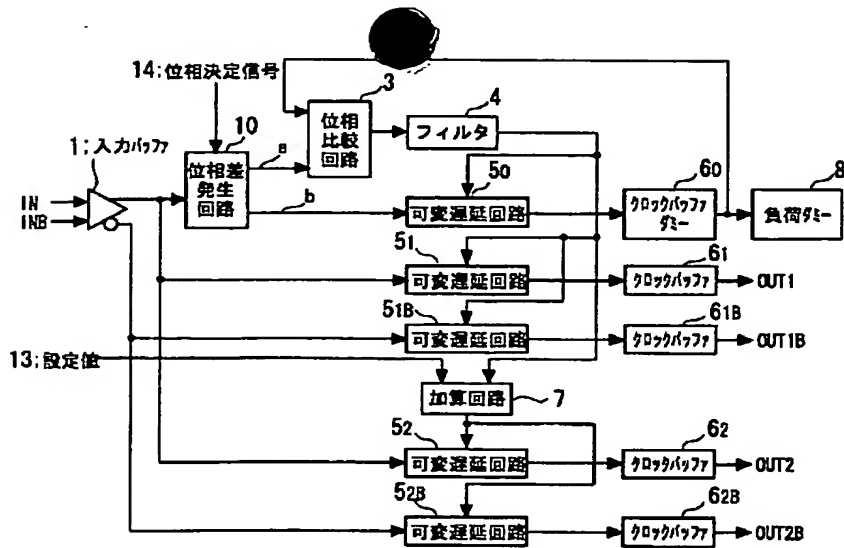 14;位相決定信号
3
4
1;入力バッファ
10
位相差
発生
回路
a
b
位相
比較
回路
フィルタ
IN
INB
50
可変遅延回路
60
クロックバッファ
ダミー
8
負荷ダミー
51
可変遅延回路
61
クロックバッファ
OUT1
51B
可変遅延回路
61B
クロックバッファ
OUT1B
13;設定値
加算回路
7
52
可変遅延回路
62
クロックバッファ
OUT2
52B
可変遅延回路
62B
クロックバッファ
OUT2B